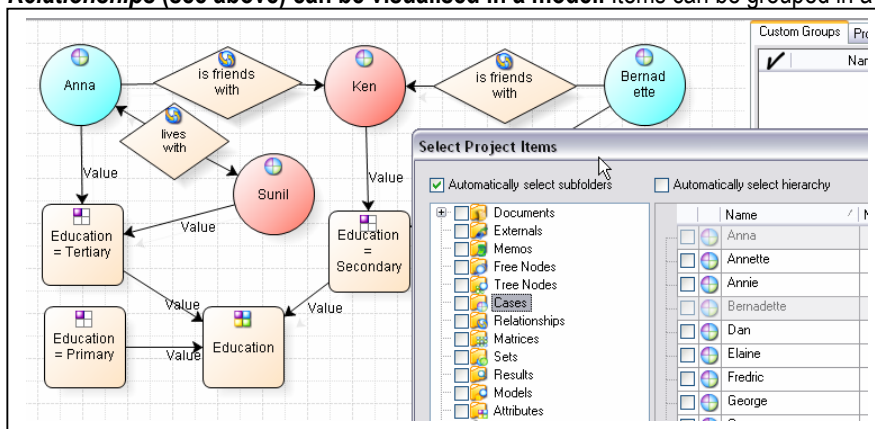 Relationships (see above) can be visualised in a model. Items can be grouped in a
Custom Groups
Anna
is friends
with
Ken
is friends
with
Bernad
ette
lives
with
Sunil
Value
Value
Value
Education
= Tertiary
Education
= Secondary
Value
Value
Education
= Primary
Value
Education
Select Project Items
Automatically select subfolders
Automatically select hierarchy
Documents
Externals
Memos
Free Nodes
Tree Nodes
Cases
Relationships
Matrices
Sets
Results
Models
Attributes
Name
Anna
Annette
Annie
Bernadette
Dan
Elaine
Fredric
George